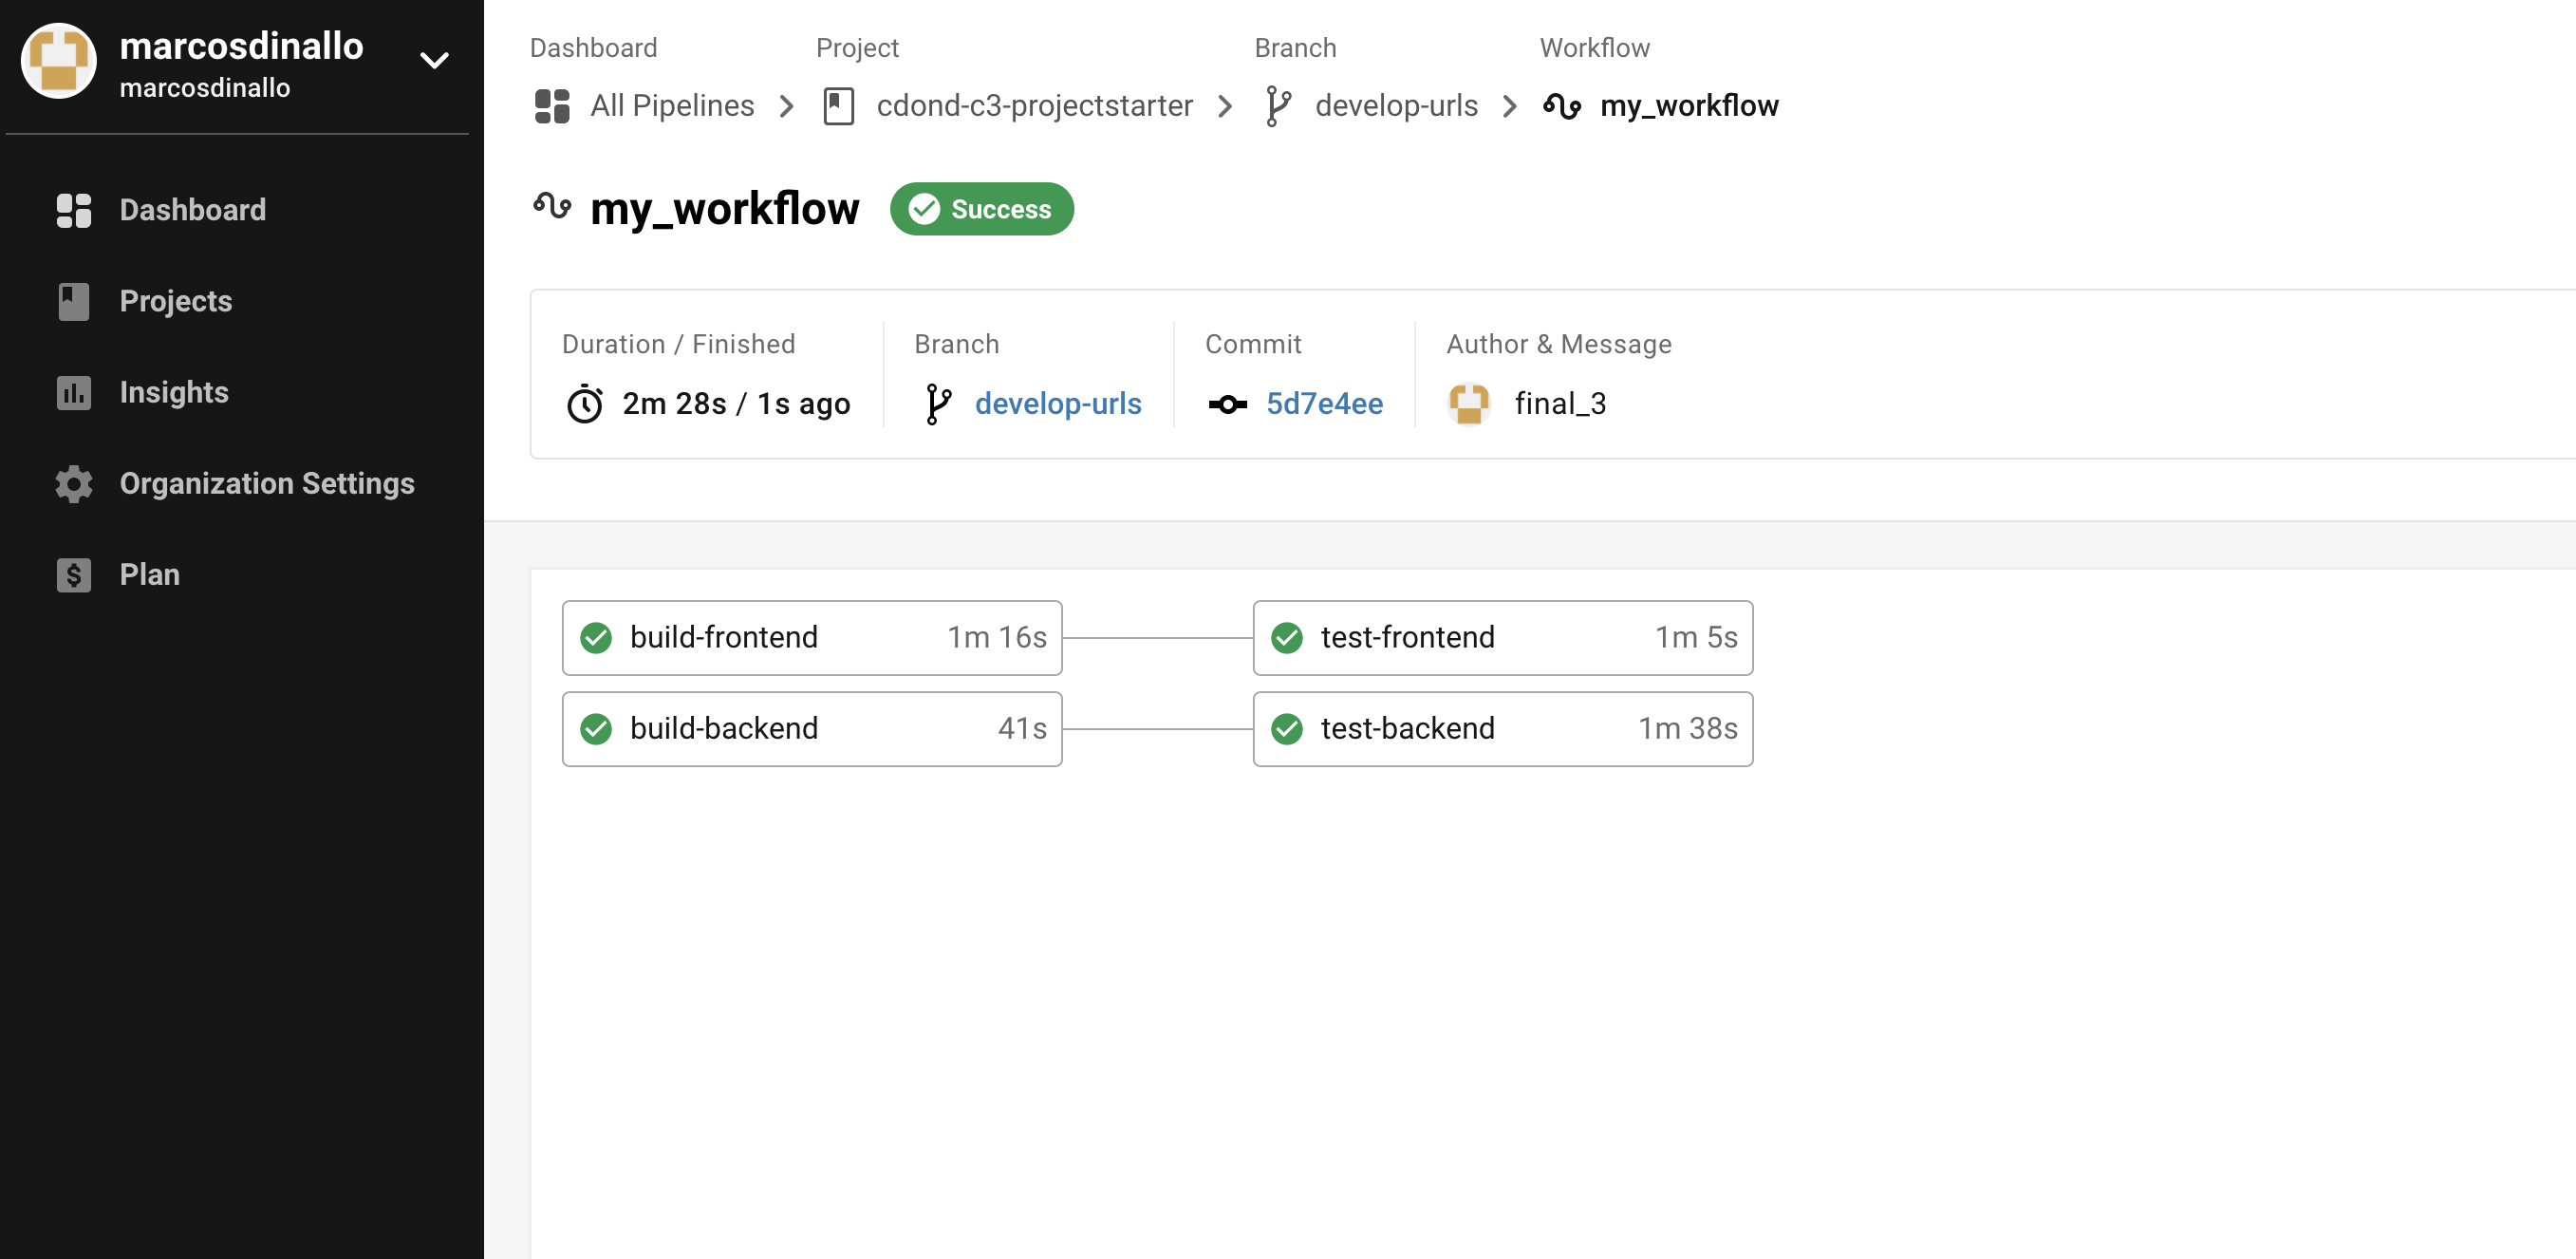 marcosdinallo
marcosdinallo
Dashboard
Projects
Insights
Organization Settings
Plan
Dashboard Project Branch Workflow
All Pipelines cdond-c3-projectstarter develop-urls my_workflow
my_workflow Success
Duration / Finished Branch Commit Author & Message
2m 28s / 1s ago develop-urls 5d7e4ee final_3
build-frontend 1m 16s test-frontend 1m 5s
build-backend 41s test-backend 1m 38s